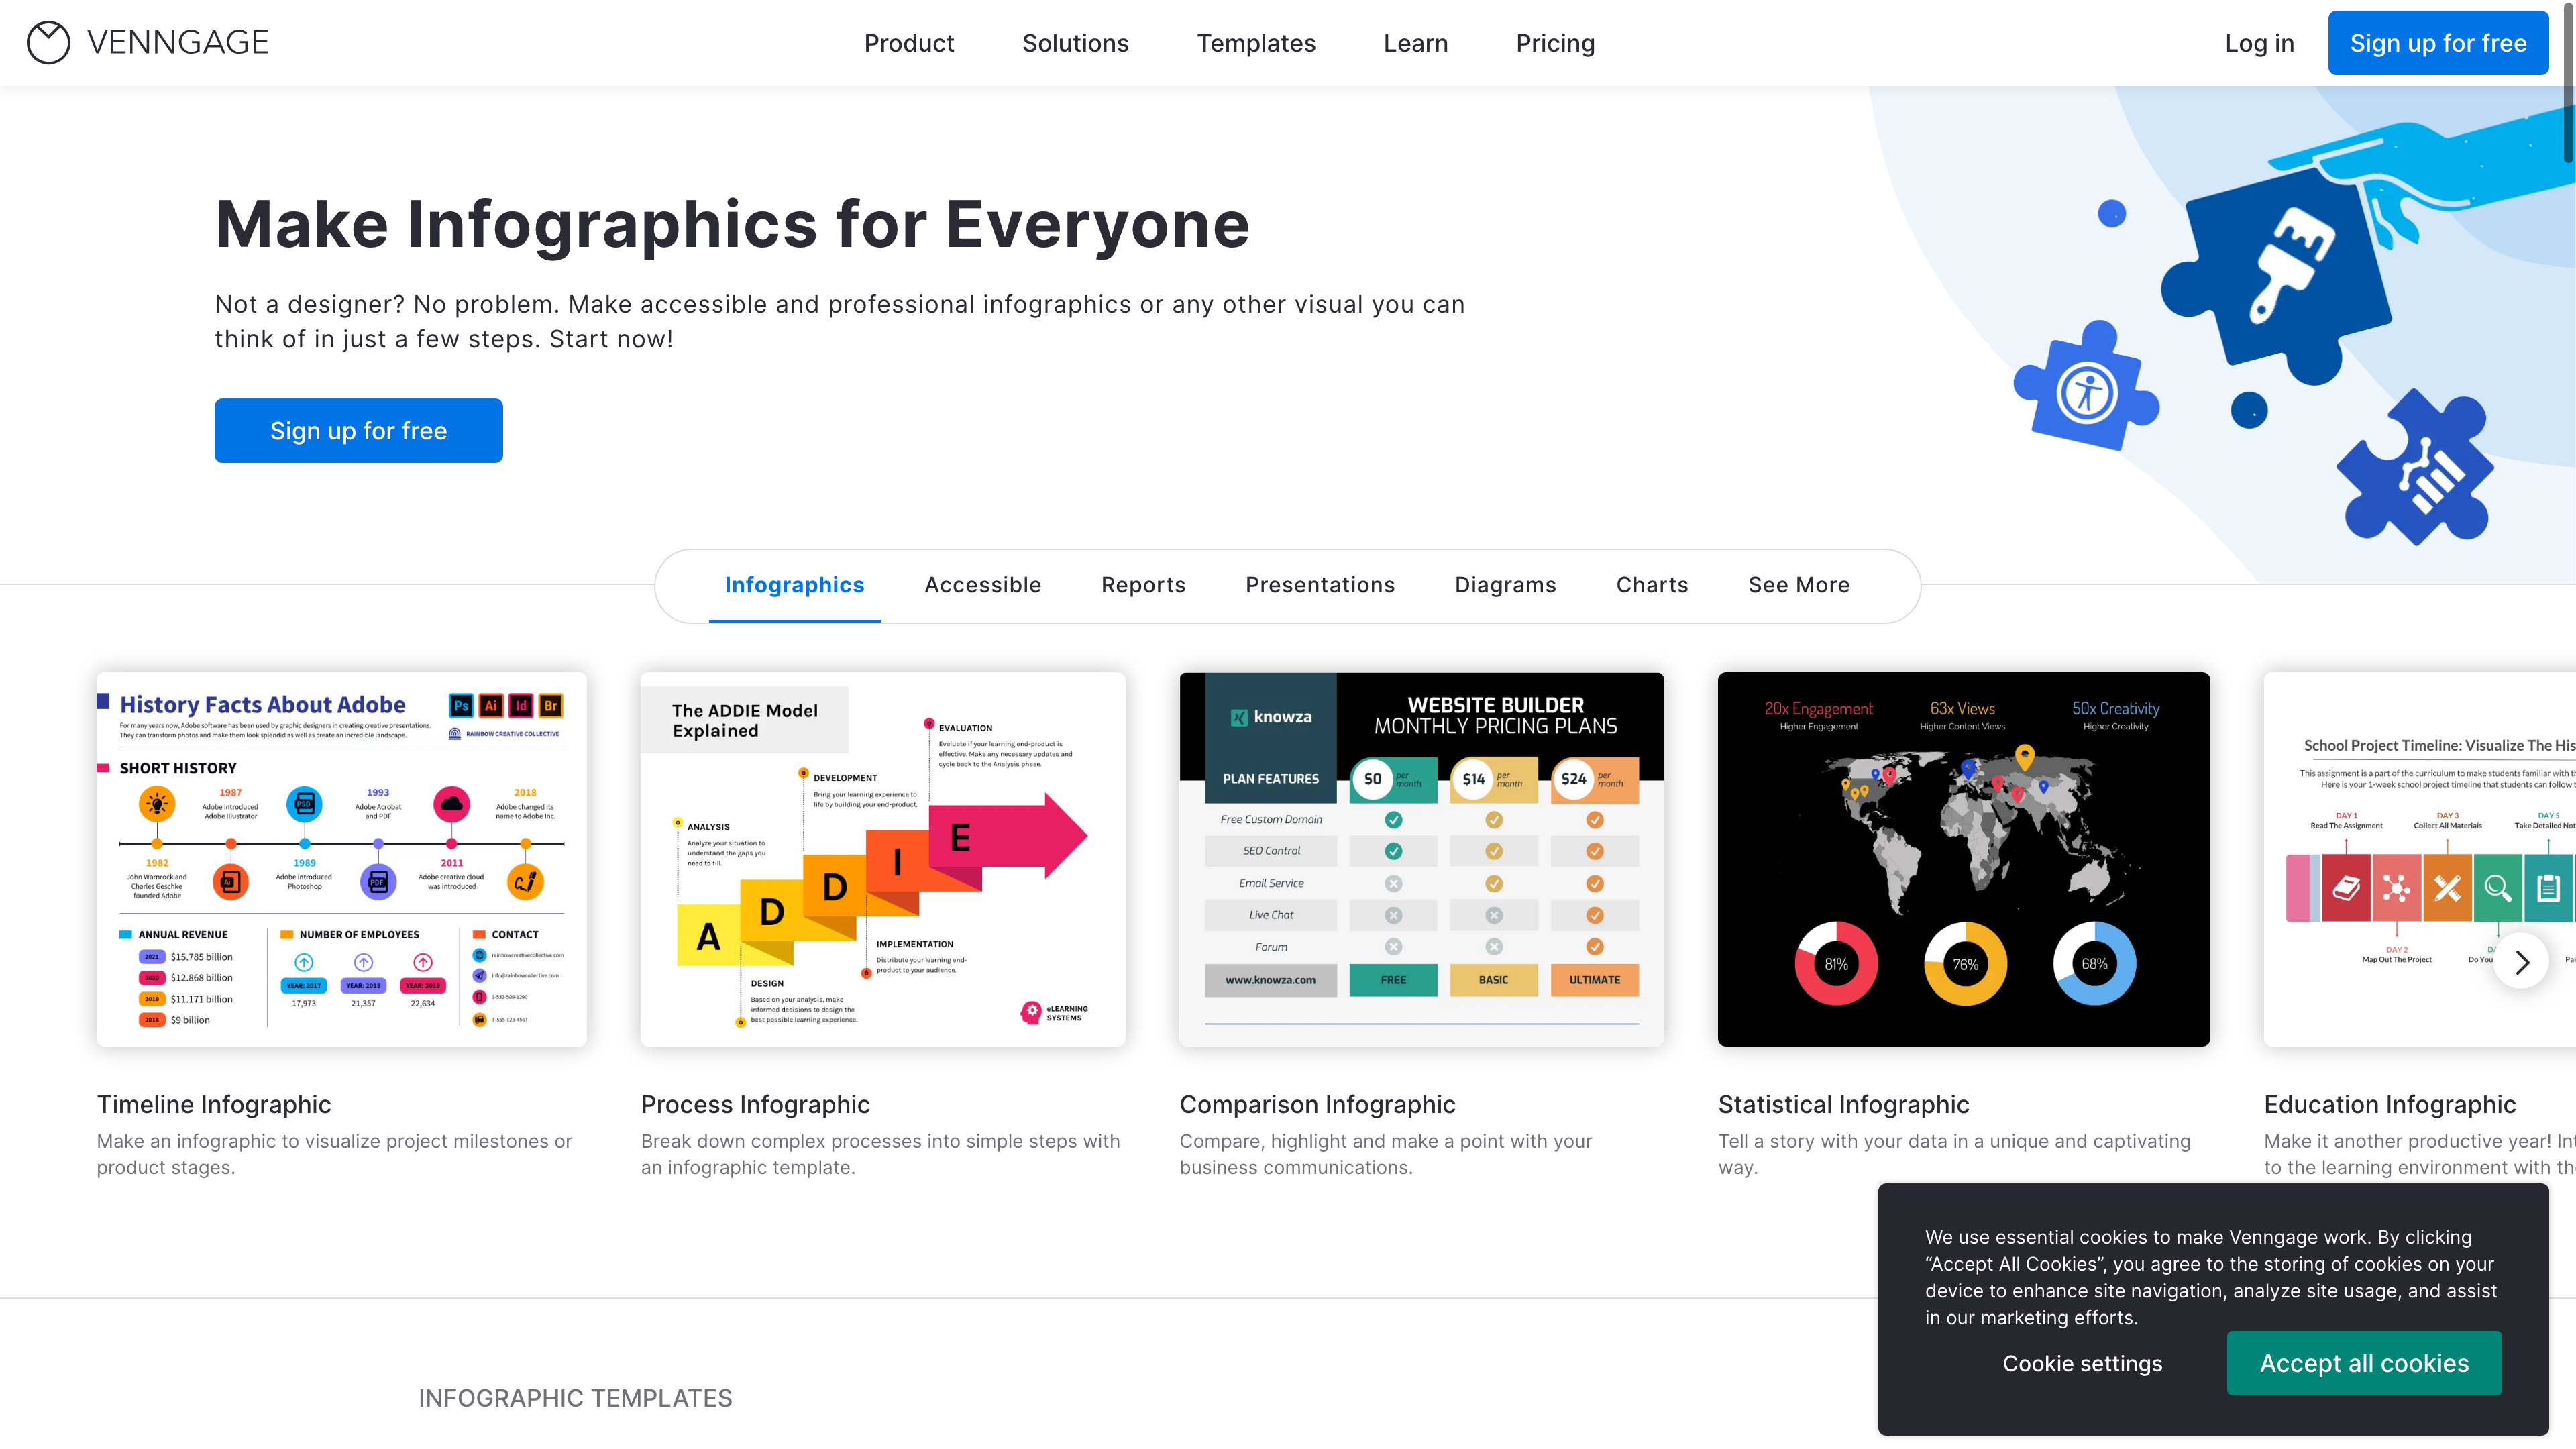 VENNGAGE
Product
Solutions
Templates
Learn
Pricing
Log in
Sign up for free
Make Infographics for Everyone
Not a designer? No problem. Make accessible and professional infographics or any other visual you can
think of in just a few steps. Start now!
Sign up for free
Infographics
Accessible
Reports
Presentations
Diagrams
Charts
See More
History Facts About Adobe
For many years now, Adobe software has been used by graphic designers in creating creative presentations.
They can transform photos and make them look splendid as well as create an incredible landscape.
Ps
Ai
Id
Br
RAINBOW CREATIVE COLLECTIVE
SHORT HISTORY
1987
Adobe introduced
Adobe Illustrator
PSD
1993
Adobe Acrobat
and PDF
2018
Adobe changed its
name to Adobe Inc.
1982
John Warnrock and
Charles Geschke
founded Adobe
Ai
1989
Adobe introduced
Photoshop
PDF
2011
Adobe creative cloud
was introduced
ANNUAL REVENUE
2021 $15.785 billion
2020 $12.868 billion
2019 $11.171 billion
2018 $9 billion
NUMBER OF EMPLOYEES
YEAR: 2017
YEAR: 2018
YEAR: 2019
17,973
21,357
22,634
CONTACT
rainbowcreativecollective.com
info@rainbowcollective.com
1-532-509-1290
1-555-123-4567
The ADDIE Model
Explained
EVALUATION
Evaluate if your learning end-product is
effective. Make any necessary updates and
cycle back to the Analysis phase.
DEVELOPMENT
Bring your learning experience to
life by building your end-product.
ANALYSIS
Analyze your situation to
understand the gaps you
need to fill.
A
D
D
I
E
IMPLEMENTATION
Distribute your learning end-
product to your audience.
DESIGN
Based on your analysis, make
informed decisions to design the
best possible learning experience.
eLEARNING
SYSTEMS
knowza
WEBSITE BUILDER
MONTHLY PRICING PLANS
PLAN FEATURES
$0 per month
$14 per month
$24 per month
Free Custom Domain
SEO Control
Email Service
Live Chat
Forum
www.knowza.com
FREE
BASIC
ULTIMATE
20x Engagement
Higher Engagement
63x Views
Higher Content Views
50x Creativity
Higher Creativity
81%
76%
68%
School Project Timeline: Visualize The His
This assignment is a part of the curriculum to make students familiar with th
Here is your 1-week school project timeline that students can follow t
DAY 1
Read The Assignment
DAY 3
Collect All Materials
DAY 5
Take Detailed Not
DAY 2
Map Out The Project
Do You
Timeline Infographic
Make an infographic to visualize project milestones or
product stages.
Process Infographic
Break down complex processes into simple steps with
an infographic template.
Comparison Infographic
Compare, highlight and make a point with your
business communications.
Statistical Infographic
Tell a story with your data in a unique and captivating
way.
Education Infographic
Make it another productive year! Int
to the learning environment with th
We use essential cookies to make Venngage work. By clicking
“Accept All Cookies”, you agree to the storing of cookies on your
device to enhance site navigation, analyze site usage, and assist
in our marketing efforts.
Cookie settings
Accept all cookies
INFOGRAPHIC TEMPLATES